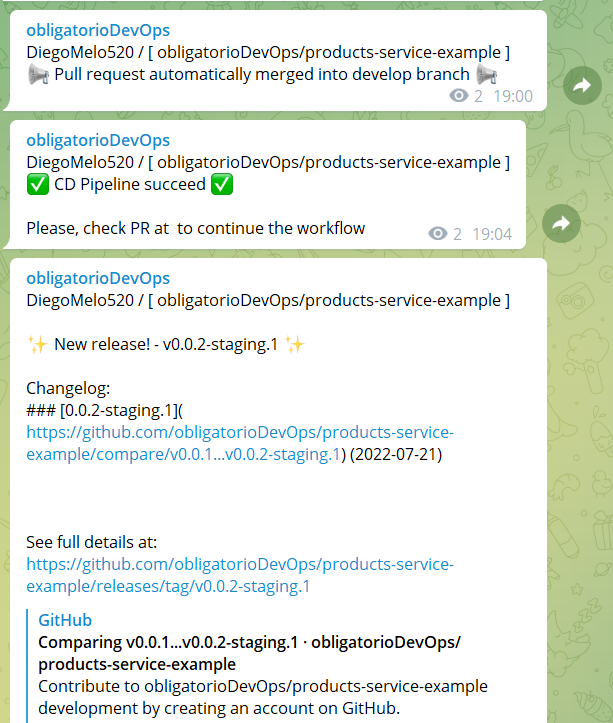 obligatorioDevOps
DiegoMelo520 / [ obligatorioDevOps/products-service-example ]
📢 Pull request automatically merged into develop branch 📢
2 19:00
obligatorioDevOps
DiegoMelo520 / [ obligatorioDevOps/products-service-example ]
✅ CD Pipeline succeed ✅
Please, check PR at  to continue the workflow
2 19:04
obligatorioDevOps
DiegoMelo520 / [ obligatorioDevOps/products-service-example ]
✨ New release! - v0.0.2-staging.1 ✨
Changelog:
### [0.0.2-staging.1](
https://github.com/obligatorioDevOps/products-service-
example/compare/v0.0.1...v0.0.2-staging.1) (2022-07-21)
See full details at:
https://github.com/obligatorioDevOps/products-service-
example/releases/tag/v0.0.2-staging.1
GitHub
Comparing v0.0.1...v0.0.2-staging.1 · obligatorioDevOps/
products-service-example
Contribute to obligatorioDevOps/products-service-example
development by creating an account on GitHub.